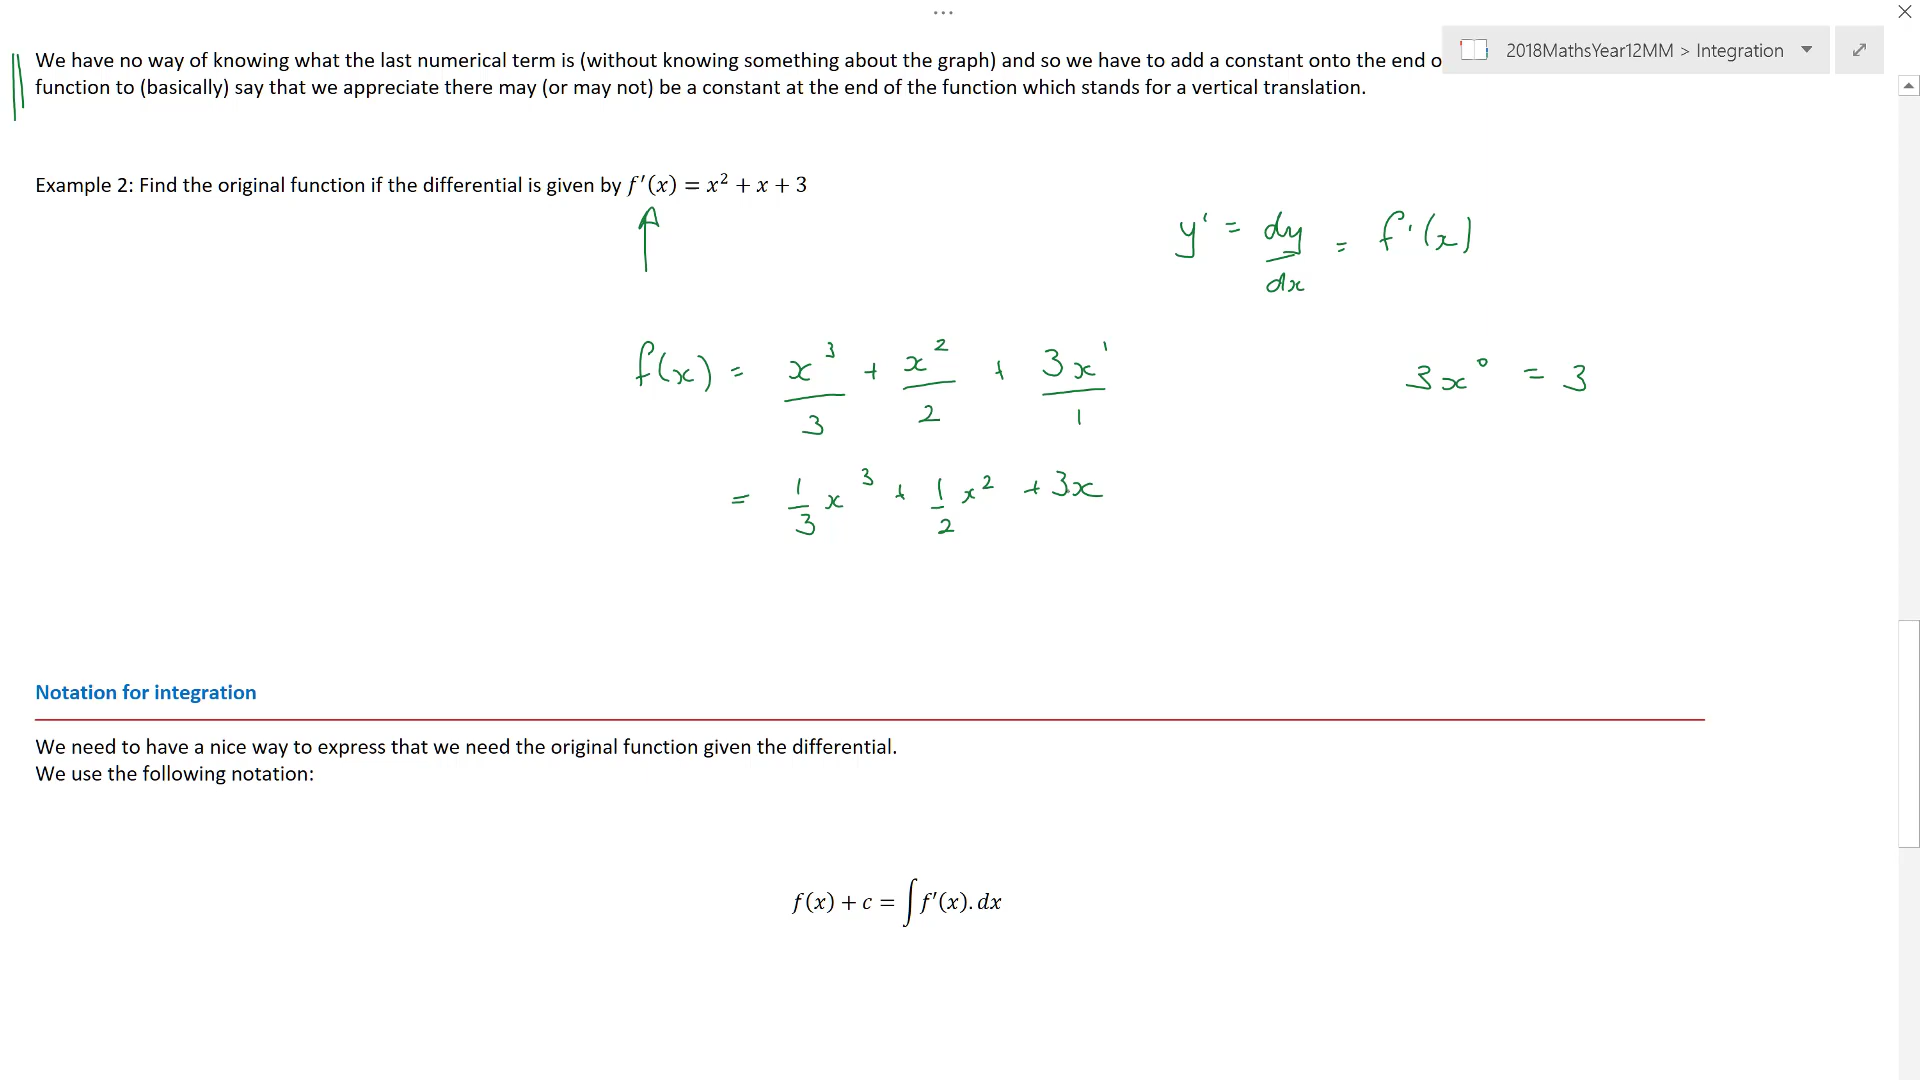 2018MathsYear12MM > Integration
We have no way of knowing what the last numerical term is (without knowing something about the graph) and so we have to add a constant onto the end o
function to (basically) say that we appreciate there may (or may not) be a constant at the end of the function which stands for a vertical translation.
Example 2: Find the original function if the differential is given by f′(x) = x² + x + 3
y' = dy/dx = f'(x)
f(x) = x³/3 + x²/2 + 3x¹/1
3x⁰ = 3
= 1/3 x³ + 1/2 x² + 3x
Notation for integration
We need to have a nice way to express that we need the original function given the differential.
We use the following notation:
f(x) + c = ∫ f′(x). dx